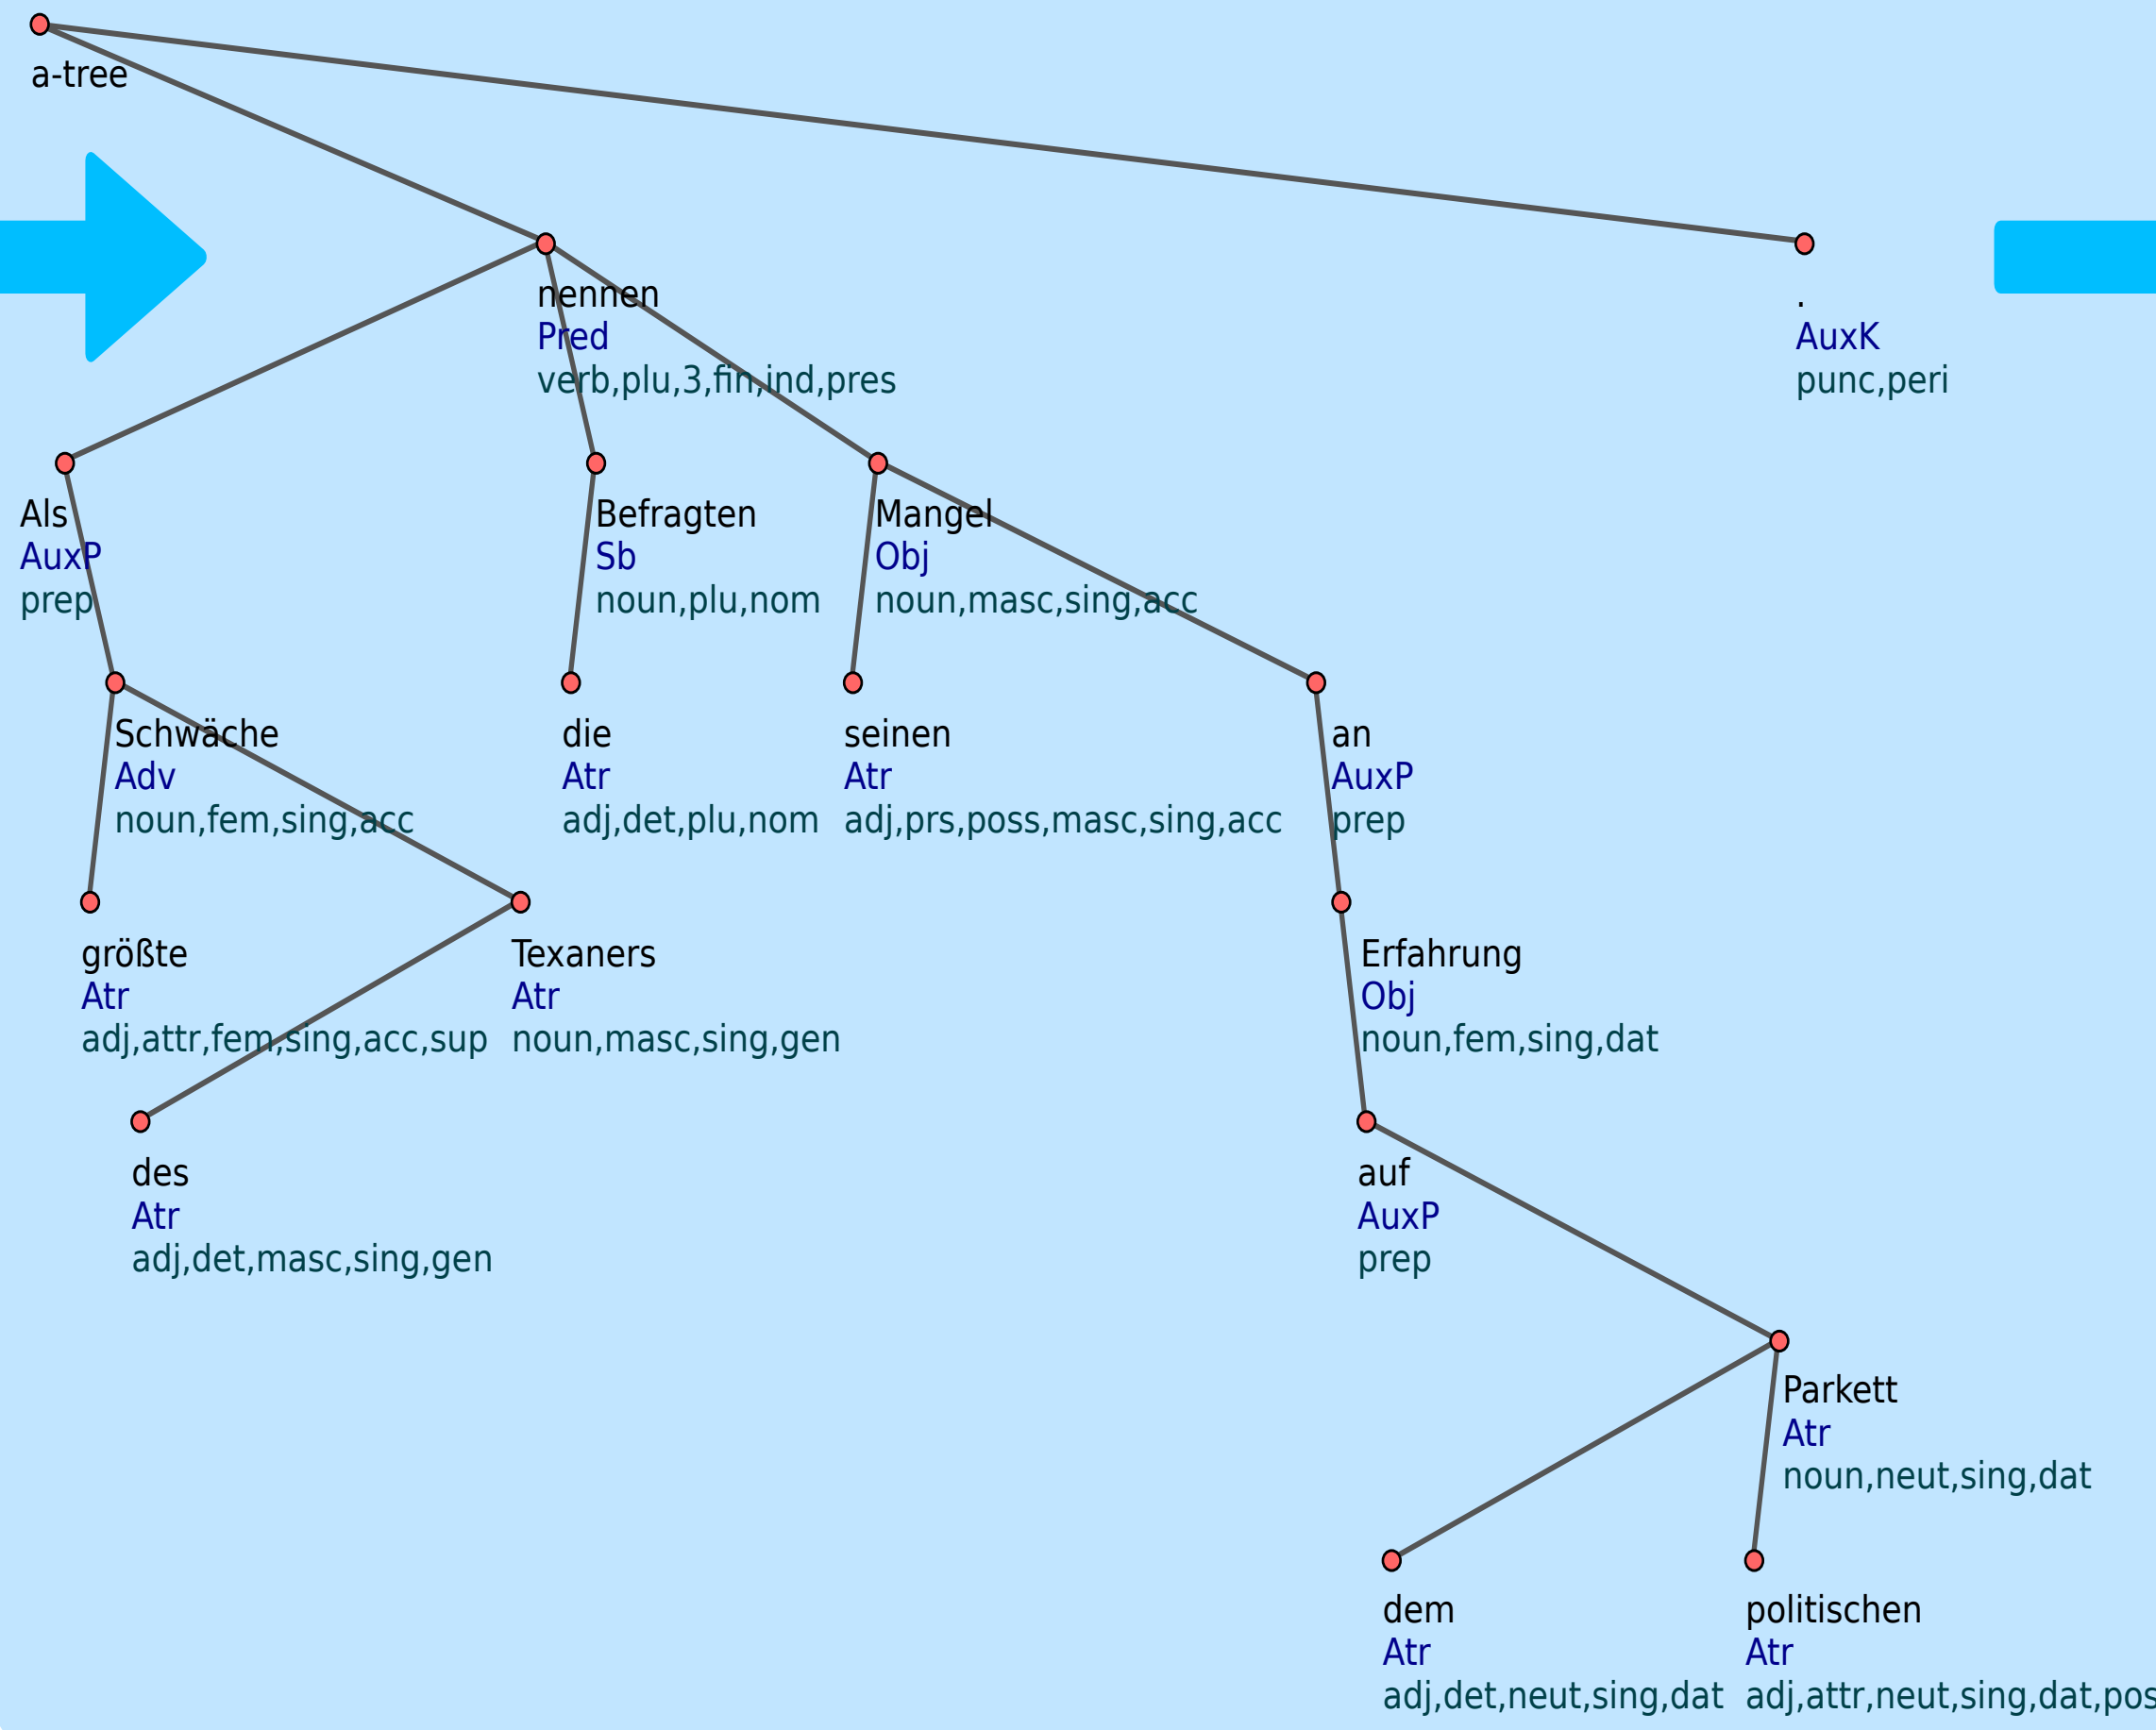 a-tree
nennen
Pred
verb,plu,3,fin,ind,pres
.
AuxK
punc,peri
Als
AuxP
prep
Befragten
Sb
noun,plu,nom
Mangel
Obj
noun,masc,sing,acc
Schwäche
Adv
noun,fem,sing,acc
die
Atr
adj,det,plu,nom
seinen
Atr
adj,prs,poss,masc,sing,acc
an
AuxP
prep
größte
Atr
adj,attr,fem,sing,acc,sup
Texaners
Atr
noun,masc,sing,gen
Erfahrung
Obj
noun,fem,sing,dat
des
Atr
adj,det,masc,sing,gen
auf
AuxP
prep
Parkett
Atr
noun,neut,sing,dat
dem
Atr
adj,det,neut,sing,dat
politischen
Atr
adj,attr,neut,sing,dat,pos